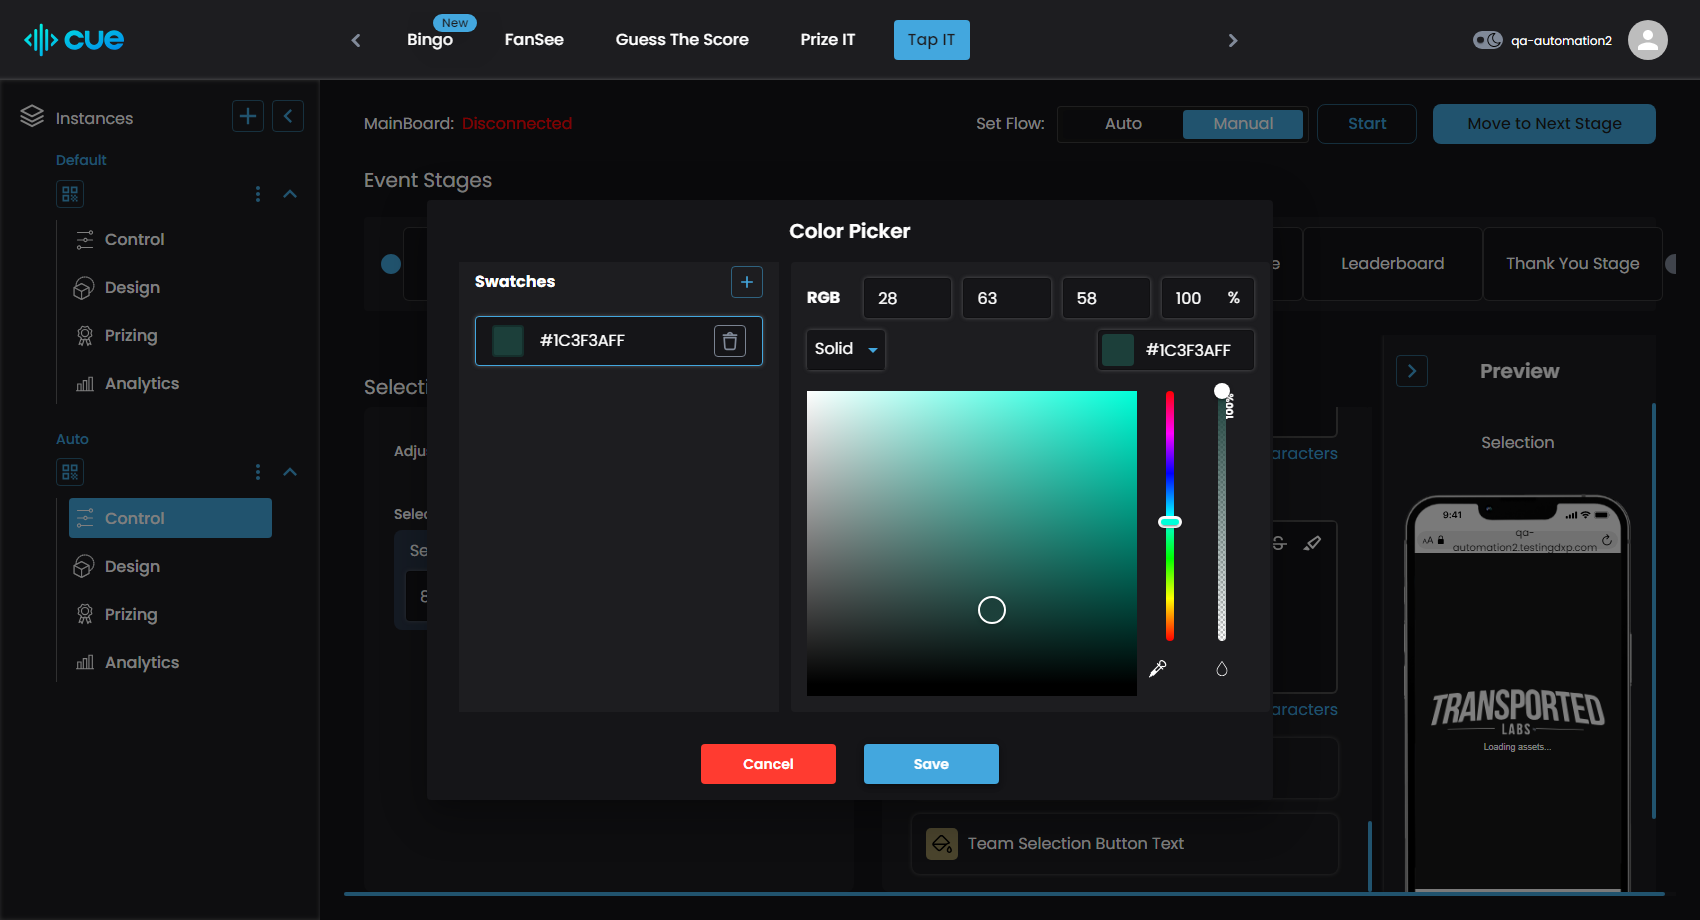 cue
New
Bingo
FanSee
Guess The Score
Prize IT
Tap IT
qa-automation2
Instances
Default
Control
Design
Prizing
Analytics
Auto
Control
Design
Prizing
Analytics
MainBoard: Disconnected
Set Flow:
Auto
Manual
Start
Move to Next Stage
Event Stages
e
Leaderboard
Thank You Stage
Selecti
Adju
Selec
Se
8
aracters
aracters
Team Selection Button Text
Color Picker
Swatches
#1C3F3AFF
RGB
28
63
58
100 %
Solid
#1C3F3AFF
100%
Cancel
Save
Preview
Selection
9:41
AA
qa-
automation2.testingdxp.com
TRANSPORTED
LABS
Loading assets...